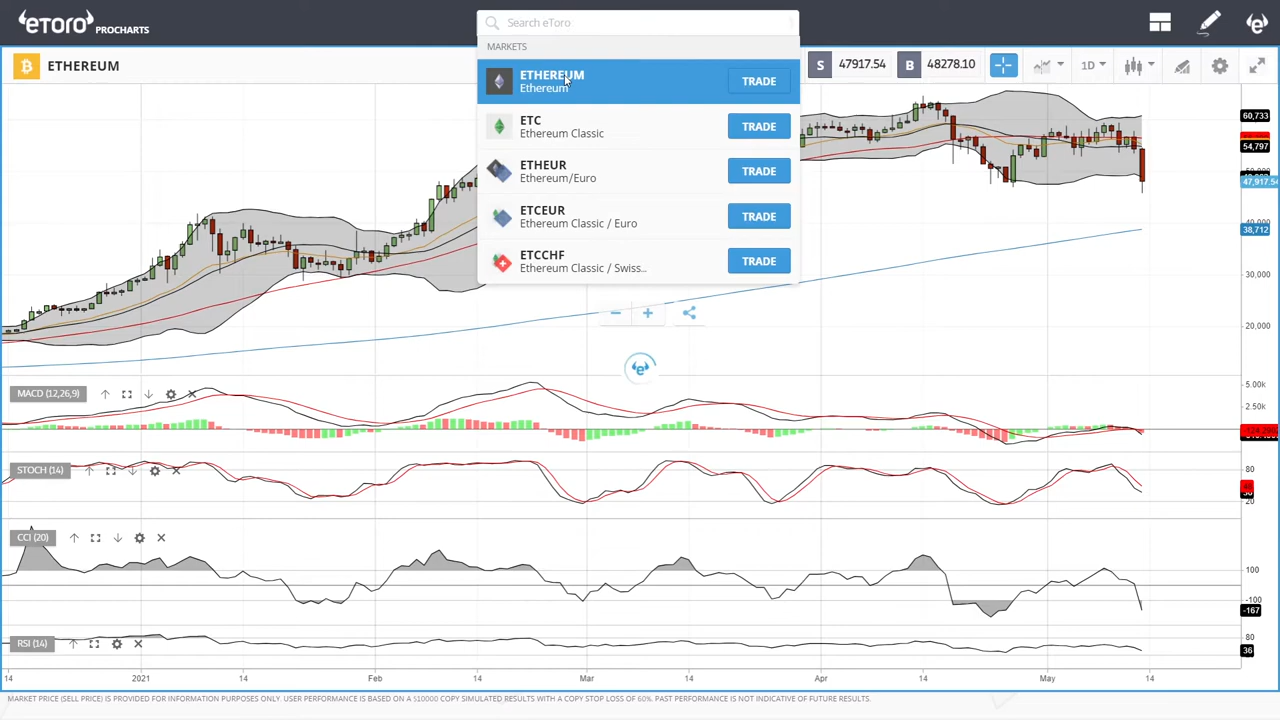 eToro PROCHARTS
Search eToro
MARKETS
ETHEREUM
S 47917.54 B 48278.10
1D
ETHEREUM
Ethereum
TRADE
ETC
Ethereum Classic
TRADE
ETHEUR
Ethereum/Euro
TRADE
ETCEUR
Ethereum Classic / Euro
TRADE
ETCCHF
Ethereum Classic / Swiss..
TRADE
60,733
54,797
47,917.54
40,000
38,712
30,000
20,000
MACD (12,26,9)
5.00k
2.50k
STOCH (14)
80
20
CCI (20)
100
-100
-167
RSI (14)
80
36
14 2021 14 Feb 14 Mar 14 Apr 14 May 14
MARKET PRICE (SELL PRICE) IS PROVIDED FOR INFORMATION PURPOSES ONLY. USER PERFORMANCE IS BASED ON A $10000 COPY SIMULATED RESULTS WITH A COPY STOP LOSS OF 60%. PAST PERFORMANCE IS NOT INDICATIVE OF FUTURE RESULTS.